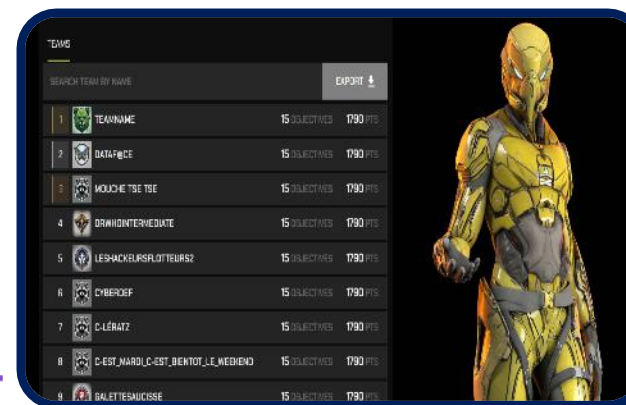 TEAMS
SEARCH TEAM BY NAME EXPORT
1 TEAMNAME 15 OBJECTIVES 1790 PTS
2 DATAF@CE 15 OBJECTIVES 1790 PTS
3 MOUCHE TSE TSE 15 OBJECTIVES 1790 PTS
4 DRWHOINTERMEDIATE 15 OBJECTIVES 1790 PTS
5 LESHACKEURSFLOTTEURS2 15 OBJECTIVES 1790 PTS
6 CYBERDEF 15 OBJECTIVES 1790 PTS
7 C-LÉRATZ 15 OBJECTIVES 1790 PTS
8 C-EST_MARDI_C-EST_BIENTOT_LE_WEEKEND 15 OBJECTIVES 1790 PTS
9 GALETTESAUCISSE 15 OBJECTIVES 1790 PTS